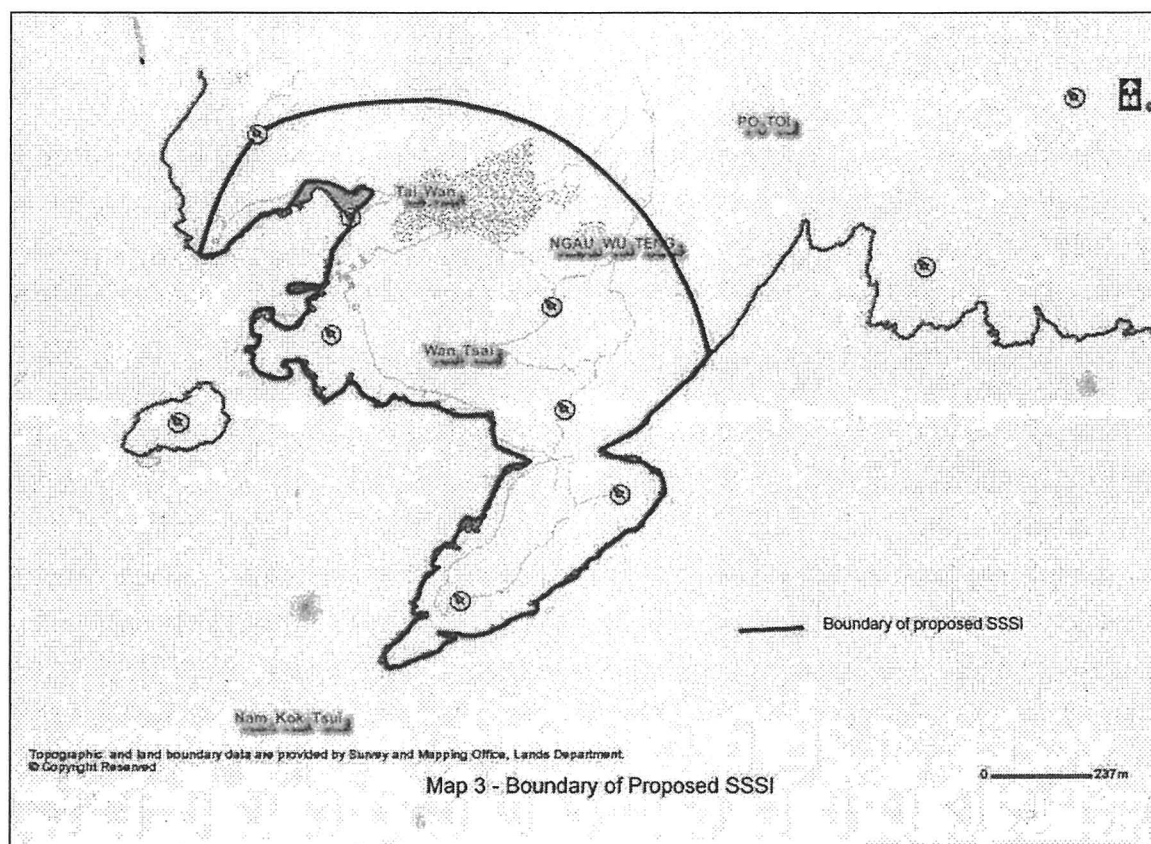 PO TOI
Tai Wan
NGAU WU TENG
Wan Tsai
Boundary of proposed SSSI
Nam Kok Tsui
Topographic and land boundary data are provided by Survey and Mapping Office, Lands Department.
© Copyright Reserved
0 237m
Map 3 - Boundary of Proposed SSSI